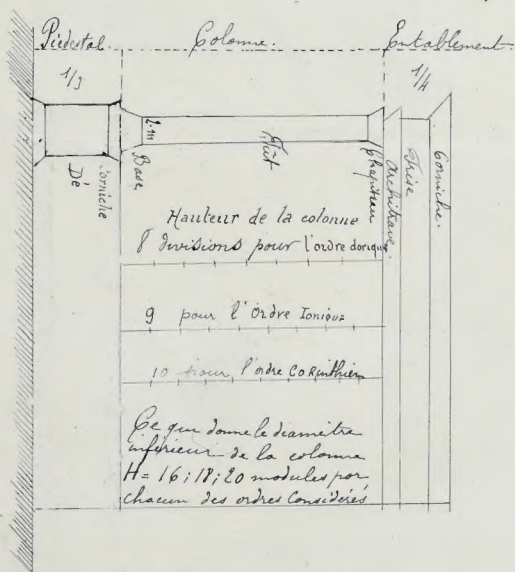 Piédestal. Colonne. Entablement.
1/3
1/4
2 m
Fût
Base
Chapiteau
architrave.
Frise
Corniche.
Corniche
Dé
Hauteur de la colonne
8 divisions pour l'ordre dorique
9 pour l'Ordre Ionique
10 pour l'ordre CORinthien
Ce qui donne le diamètre
inférieur de la colonne
H = 16; 18; 20 modules par
chacun des ordres Considérés